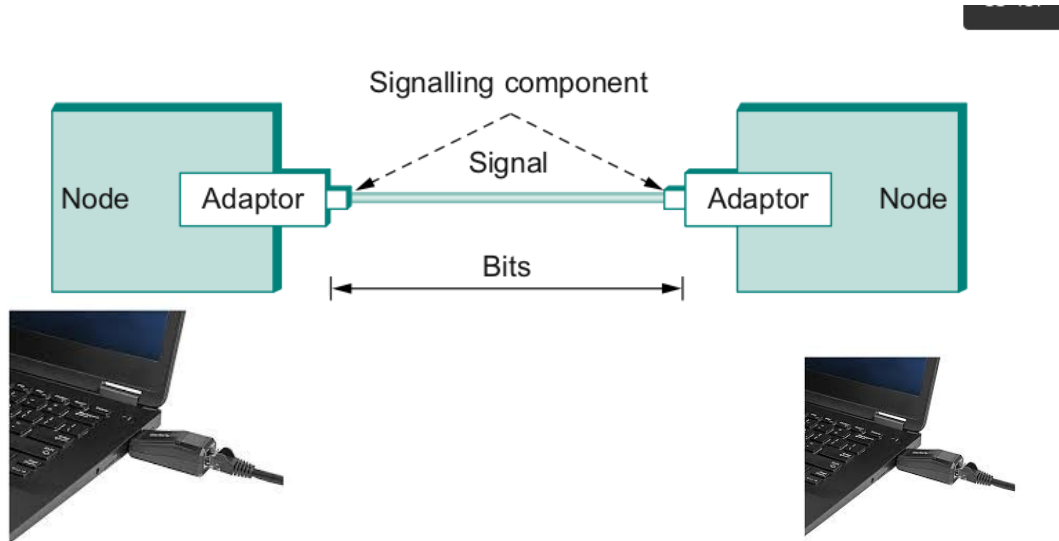 Signalling component
Signal
Node
Adaptor
Adaptor
Node
Bits